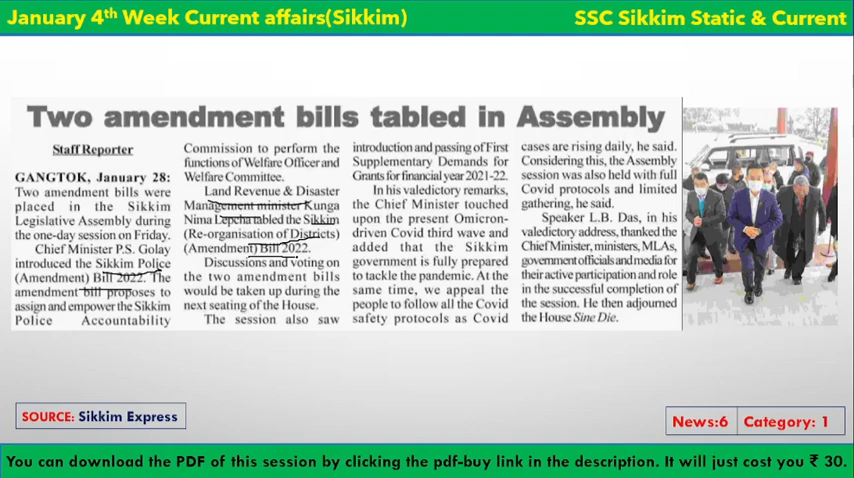 January 4th Week Current affairs(Sikkim)
SSC Sikkim Static & Current
Two amendment bills tabled in Assembly
Staff Reporter
GANGTOK, January 28:
Two amendment bills were
placed in the Sikkim
Legislative Assembly during
the one-day session on Friday.
Chief Minister P.S. Golay
introduced the Sikkim Police
(Amendment) Bill 2022. The
amendment bill proposes to
assign and empower the Sikkim
Police Accountability
Commission to perform the
functions of Welfare Officer and
Welfare Committee.
Land Revenue & Disaster
Management minister Kunga
Nima Lepcha tabled the Sikkim
(Re-organisation of Districts)
(Amendment) Bill 2022.
Discussions and voting on
the two amendment bills
would be taken up during the
next seating of the House.
The session also saw
introduction and passing of First
Supplementary Demands for
Grants for financial year 2021-22.
In his valedictory remarks,
the Chief Minister touched
upon the present Omicron-
driven Covid third wave and
added that the Sikkim
government is fully prepared
to tackle the pandemic. At the
same time, we appeal the
people to follow all the Covid
safety protocols as Covid
cases are rising daily, he said.
Considering this, the Assembly
session was also held with full
Covid protocols and limited
gathering, he said.
Speaker L.B. Das, in his
valedictory address, thanked the
Chief Minister, ministers, MLAs,
government officials and media for
their active participation and role
in the successful completion of
the session. He then adjourned
the House Sine Die.
SOURCE: Sikkim Express
News:6 Category: 1
You can download the PDF of this session by clicking the pdf-buy link in the description. It will just cost you ₹ 30.